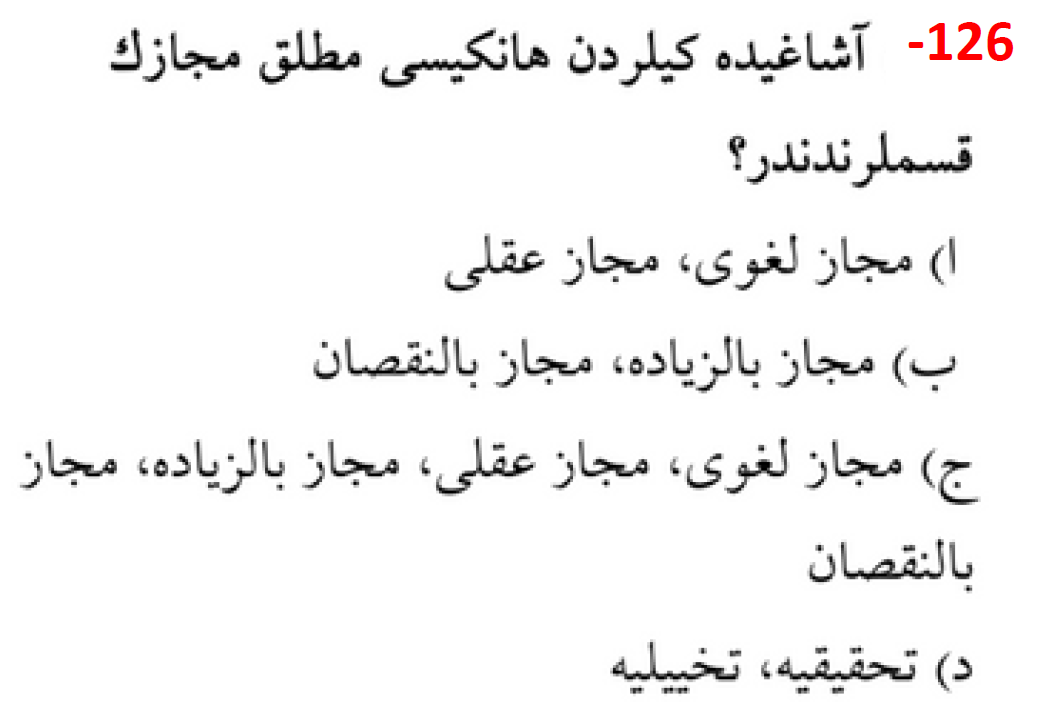 126- آشاغیده کیلردن هانکیسی مطلق مجازك
قسملرندندر؟
ا) مجاز لغوی، مجاز عقلی
ب) مجاز بالزیاده، مجاز بالنقصان
ج) مجاز لغوی، مجاز عقلی، مجاز بالزیاده، مجاز
بالنقصان
د) تحقیقیه، تخییلیه